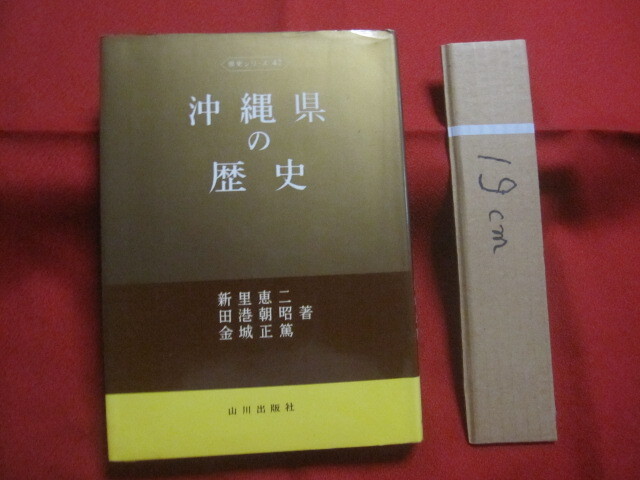 沖縄県
の
歴史
新里恵二
田港朝昭著
金城正篤
山川出版社
19cm